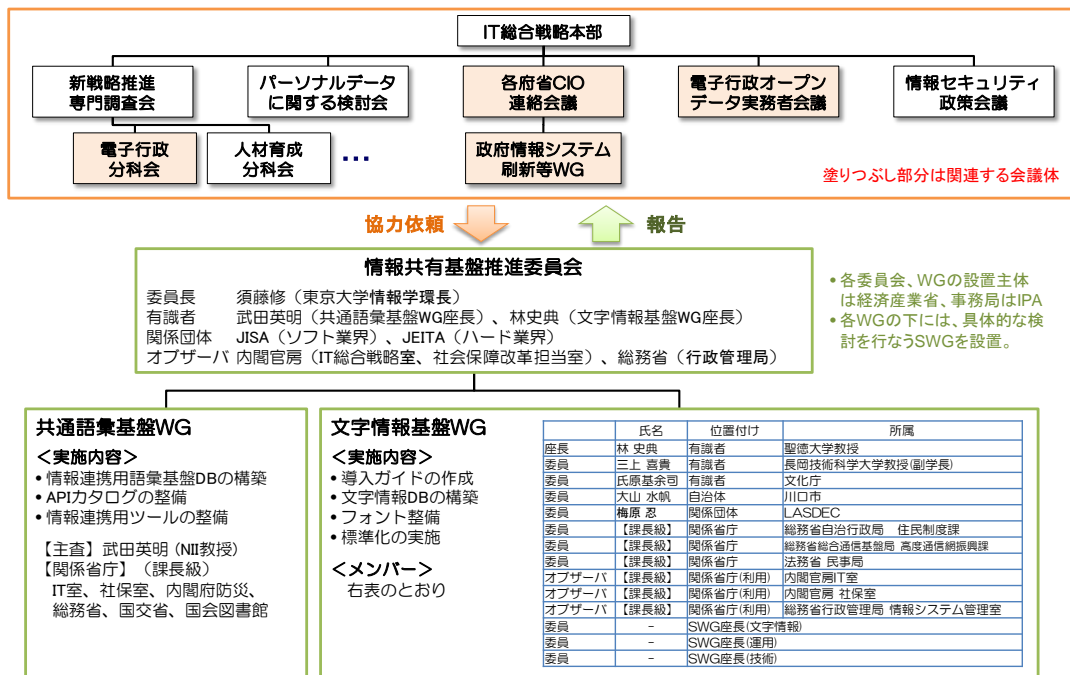 IT総合戦略本部
新戦略推進
専門調査会
パーソナルデータ
に関する検討会
各府省CIO
連絡会議
電子行政オープン
データ実務者会議
情報セキュリティ
政策会議
電子行政
分科会
人材育成
分科会
…
政府情報システム
刷新等WG
塗りつぶし部分は関連する会議体
協力依頼
報告
情報共有基盤推進委員会
委員長 須藤修（東京大学情報学環長）
有識者 武田英明（共通語彙基盤WG座長）、林史典（文字情報基盤WG座長）
関係団体 JISA（ソフト業界）、JEITA（ハード業界）
オブザーバ 内閣官房（IT総合戦略室、社会保障改革担当室）、総務省（行政管理局）
• 各委員会、WGの設置主体
は経済産業省、事務局はIPA
• 各WGの下には、具体的な検
討を行なうSWGを設置。
共通語彙基盤WG
＜実施内容＞
• 情報連携用語彙基盤DBの構築
• APIカタログの整備
• 情報連携用ツールの整備
【主査】武田英明（NII教授）
【関係省庁】（課長級）
IT室、社保室、内閣府防災、
総務省、国交省、国会図書館
文字情報基盤WG
＜実施内容＞
• 導入ガイドの作成
• 文字情報DBの構築
• フォント整備
• 標準化の実施
＜メンバー＞
右表のとおり
氏名 位置付け 所属
座長 林 史典 有識者 聖徳大学教授
委員 三上 喜貴 有識者 長岡技術科学大学教授(副学長)
委員 氏原基余司 有識者 文化庁
委員 大山 水帆 自治体 川口市
委員 梅原 忍 関係団体 LASDEC
委員 【課長級】 関係省庁 総務省自治行政局 住民制度課
委員 【課長級】 関係省庁 総務省総合通信基盤局 高度通信網振興課
委員 【課長級】 関係省庁 法務省 民事局
オブザーバ 【課長級】 関係省庁(利用) 内閣官房IT室
オブザーバ 【課長級】 関係省庁(利用) 内閣官房 社保室
オブザーバ 【課長級】 関係省庁(利用) 総務省行政管理局 情報システム管理室
委員 － SWG座長(文字情報)
委員 － SWG座長(運用)
委員 － SWG座長(技術)